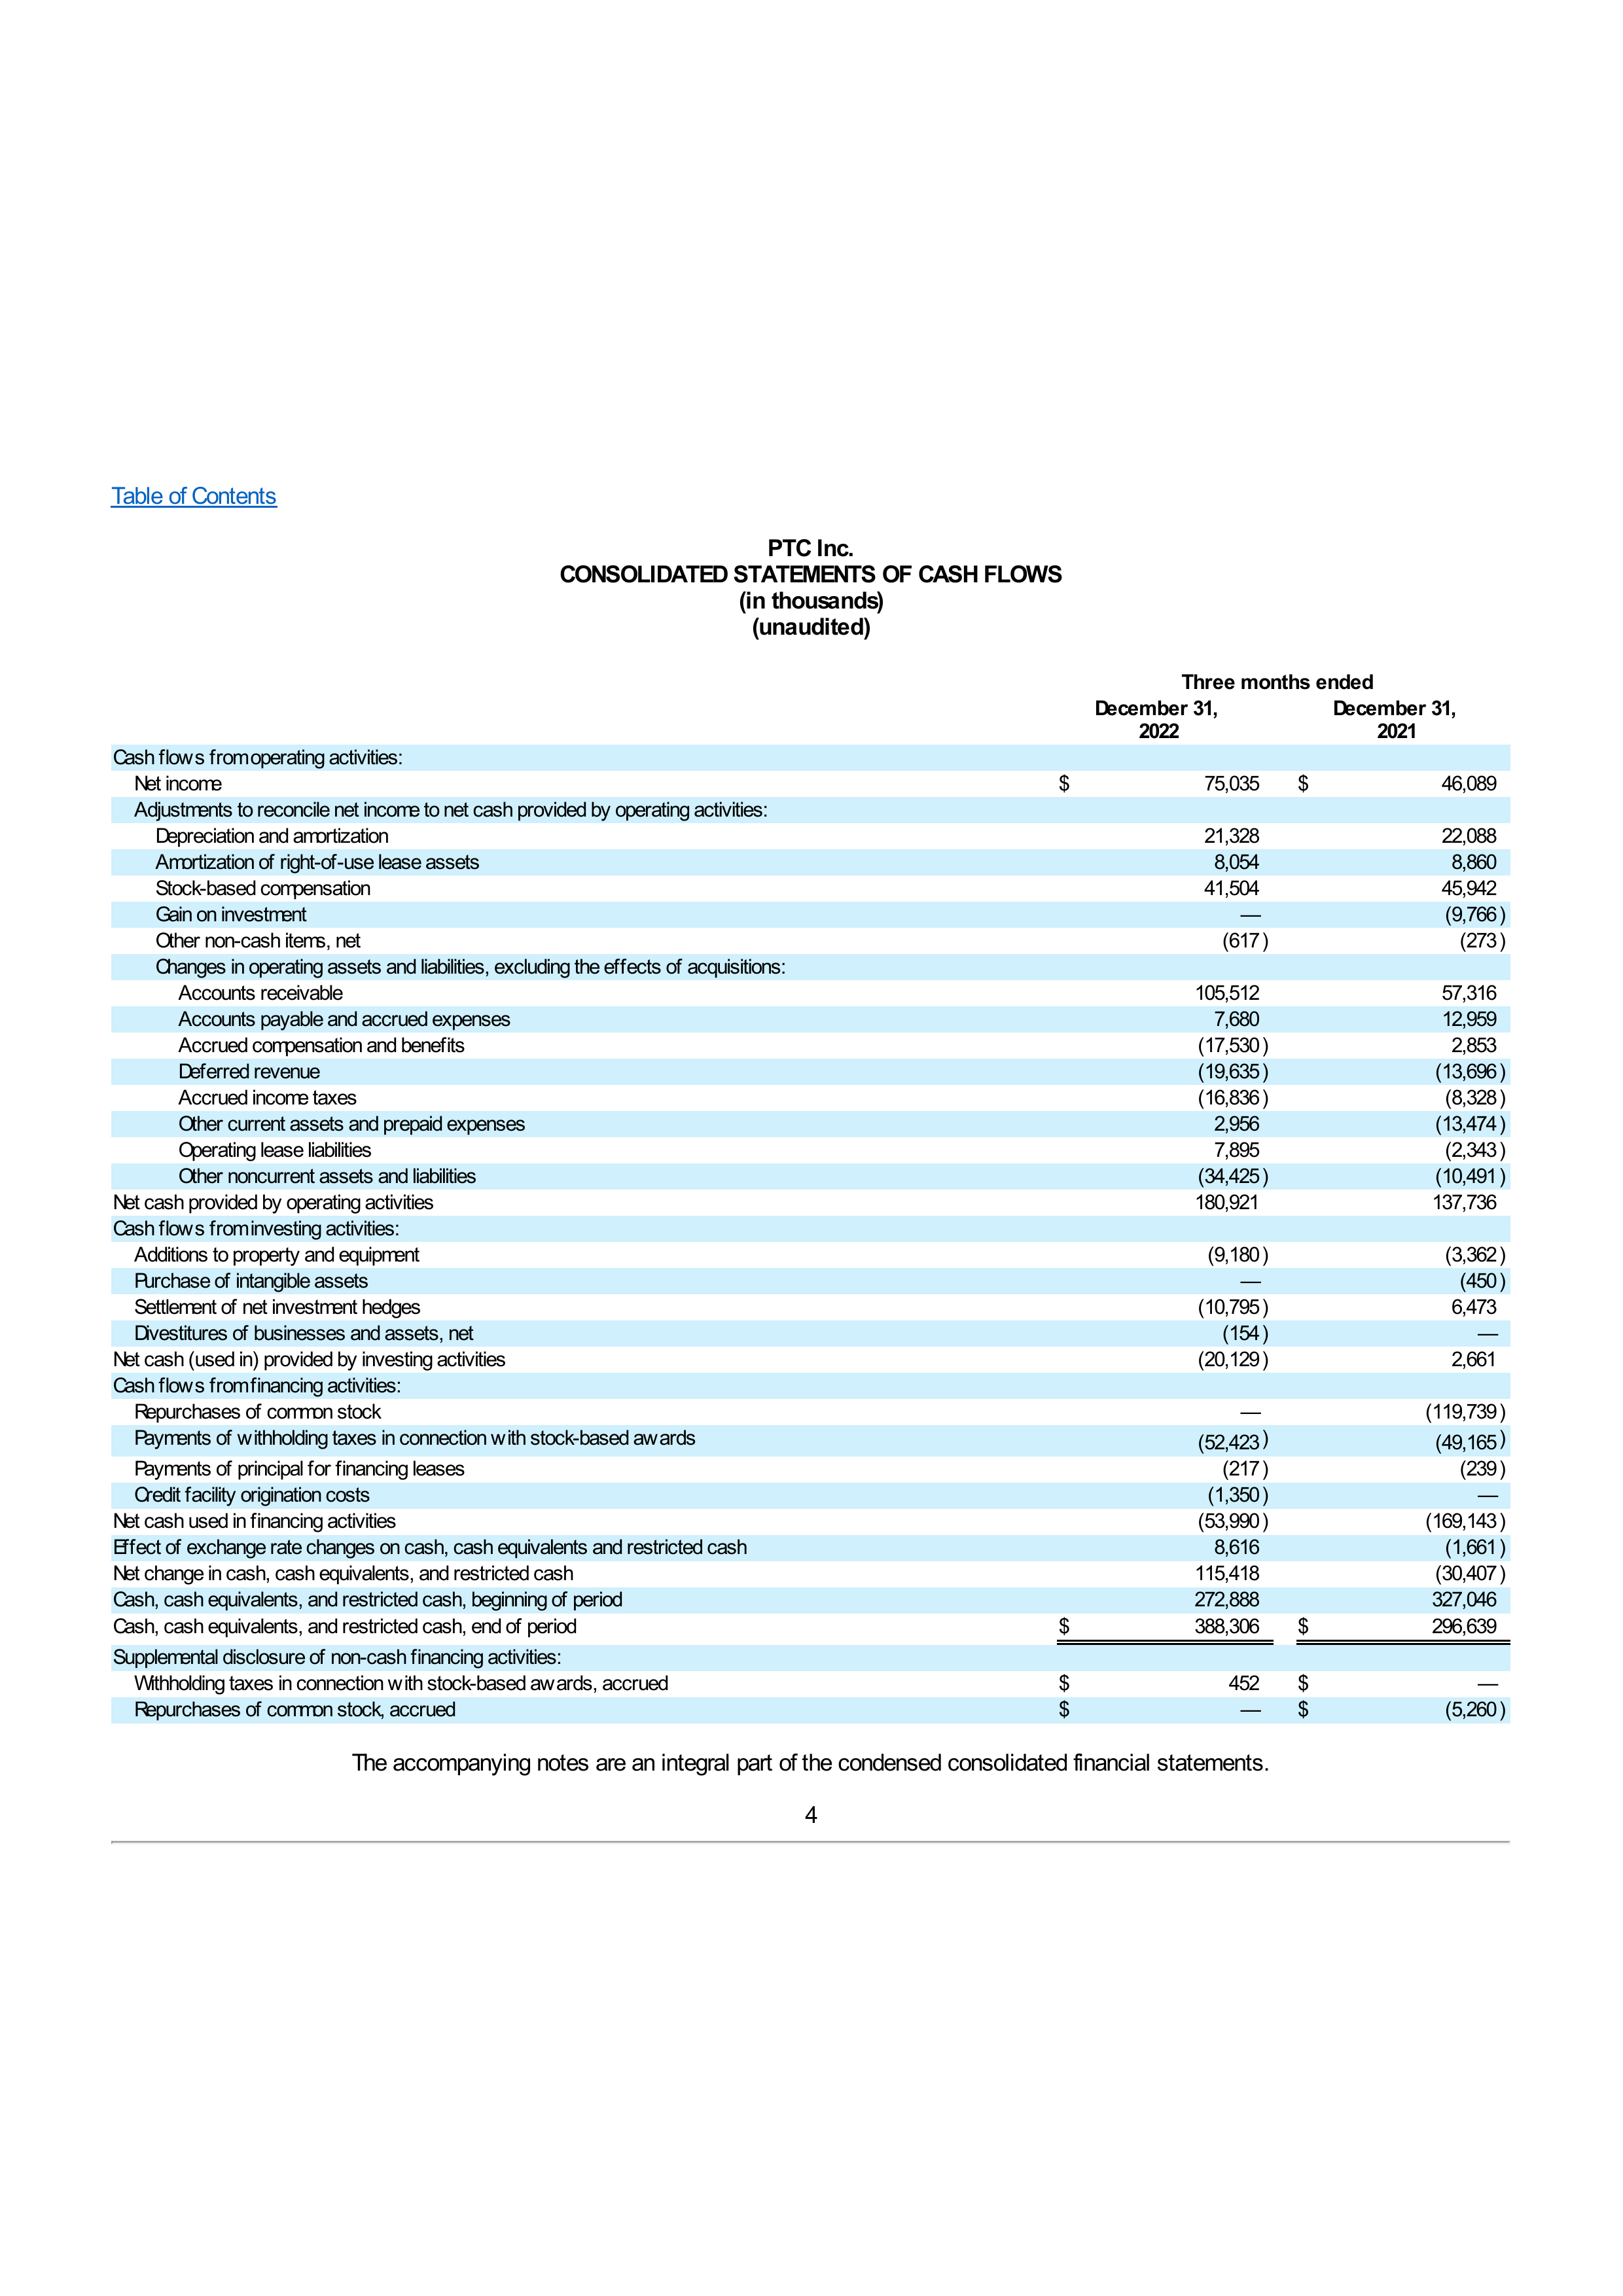 Table of Contents
PTC Inc.
CONSOLIDATED STATEMENTS OF CASH FLOWS
(in thousands)
(unaudited)
Three months ended
December 31, December 31,
2022 2021
Cash flows from operating activities:
Net income $ 75,035 $ 46,089
Adjustments to reconcile net income to net cash provided by operating activities:
Depreciation and amortization 21,328 22,088
Amortization of right-of-use lease assets 8,054 8,860
Stock-based compensation 41,504 45,942
Gain on investment — (9,766)
Other non-cash items, net (617) (273)
Changes in operating assets and liabilities, excluding the effects of acquisitions:
Accounts receivable 105,512 57,316
Accounts payable and accrued expenses 7,680 12,959
Accrued compensation and benefits (17,530) 2,853
Deferred revenue (19,635) (13,696)
Accrued income taxes (16,836) (8,328)
Other current assets and prepaid expenses 2,956 (13,474)
Operating lease liabilities 7,895 (2,343)
Other noncurrent assets and liabilities (34,425) (10,491)
Net cash provided by operating activities 180,921 137,736
Cash flows from investing activities:
Additions to property and equipment (9,180) (3,362)
Purchase of intangible assets — (450)
Settlement of net investment hedges (10,795) 6,473
Divestitures of businesses and assets, net (154) —
Net cash (used in) provided by investing activities (20,129) 2,661
Cash flows from financing activities:
Repurchases of common stock — (119,739)
Payments of withholding taxes in connection with stock-based awards (52,423) (49,165)
Payments of principal for financing leases (217) (239)
Credit facility origination costs (1,350) —
Net cash used in financing activities (53,990) (169,143)
Effect of exchange rate changes on cash, cash equivalents and restricted cash 8,616 (1,661)
Net change in cash, cash equivalents, and restricted cash 115,418 (30,407)
Cash, cash equivalents, and restricted cash, beginning of period 272,888 327,046
Cash, cash equivalents, and restricted cash, end of period $ 388,306 $ 296,639
Supplemental disclosure of non-cash financing activities:
Withholding taxes in connection with stock-based awards, accrued $ 452 $ —
Repurchases of common stock, accrued $ — $ (5,260)
The accompanying notes are an integral part of the condensed consolidated financial statements.
4